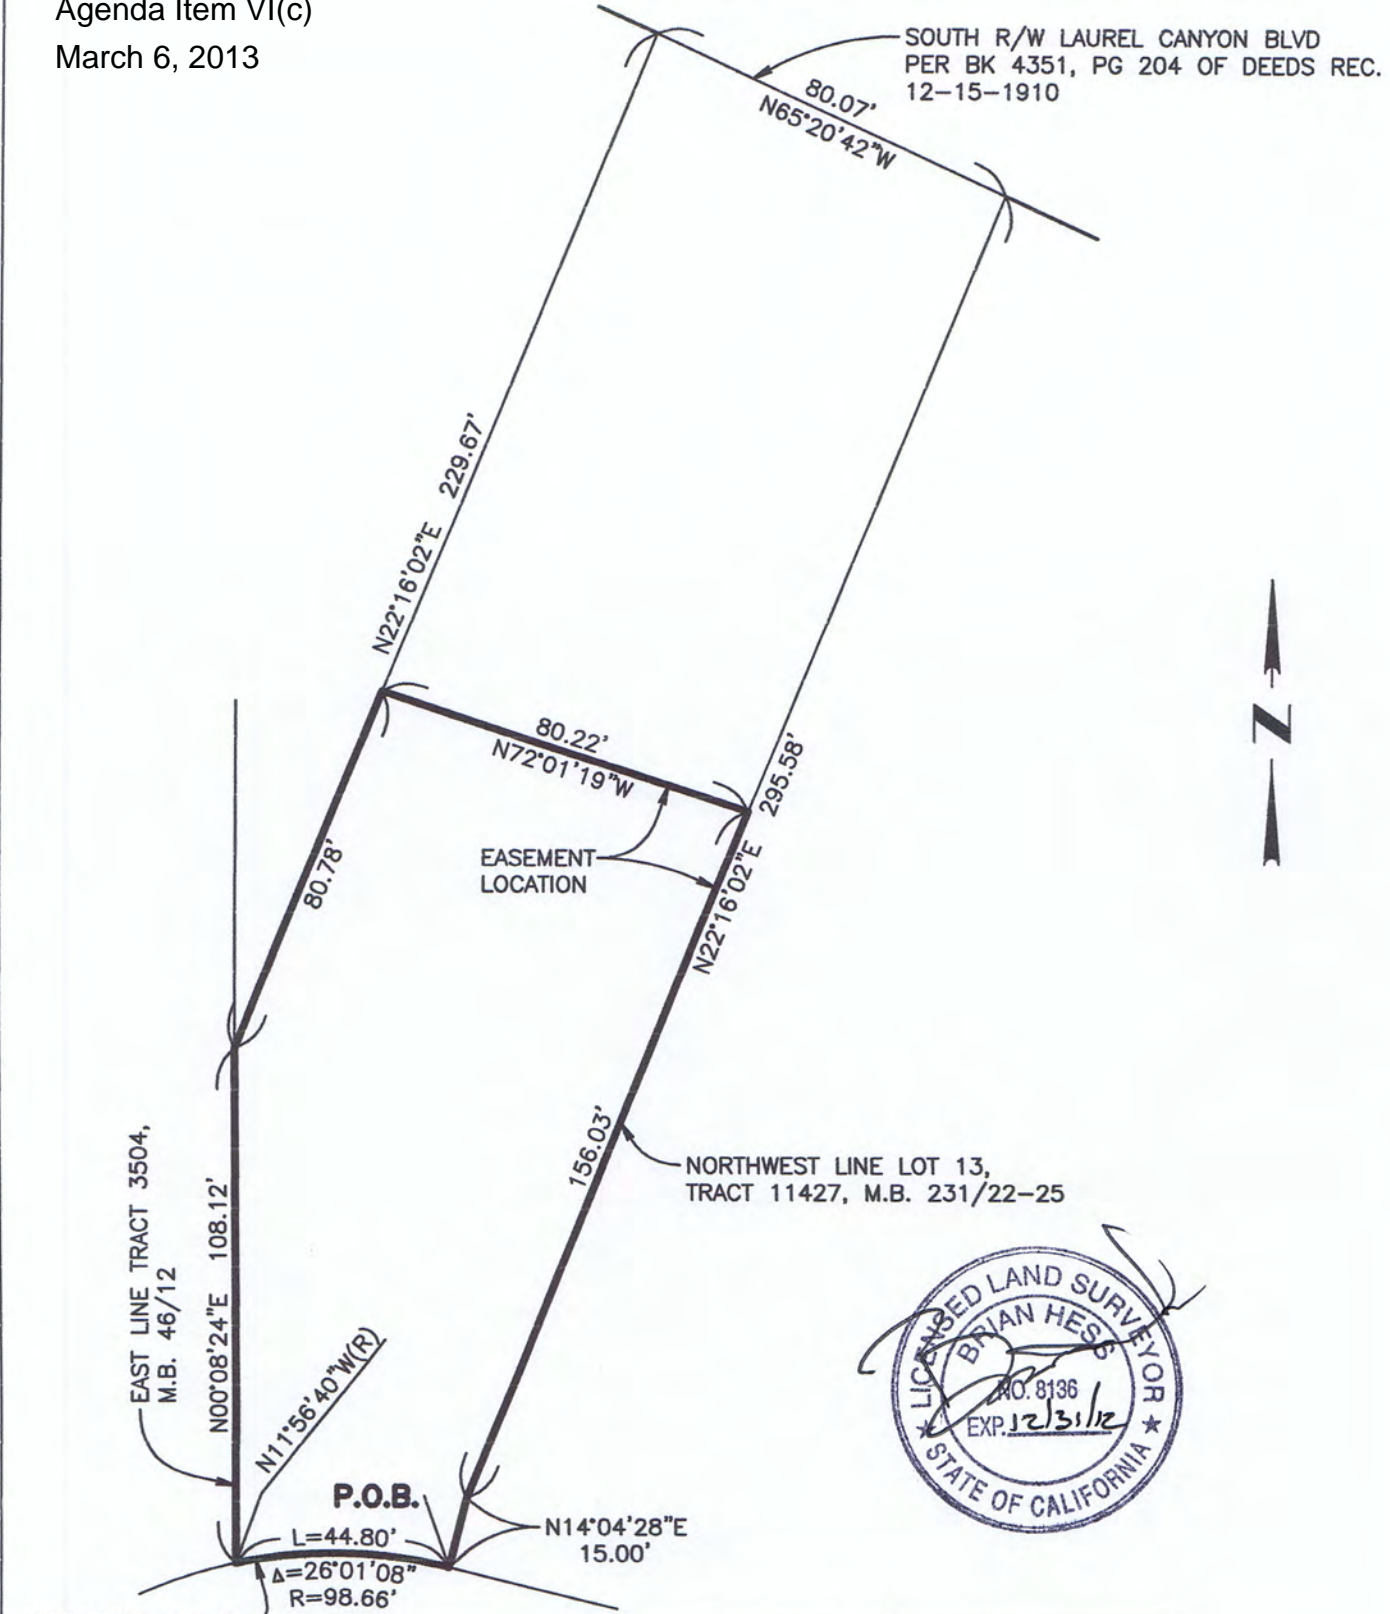 Agenda Item VI(c)
March 6, 2013
SOUTH R/W LAUREL CANYON BLVD
PER BK 4351, PG 204 OF DEEDS REC.
12-15-1910
80.07'
N65°20'42"W
N22°16'02"E 229.67'
80.22'
N72°01'19"W
295.58'
N22°16'02"E
EASEMENT
LOCATION
80.78'
N
156.03'
NORTHWEST LINE LOT 13,
TRACT 11427, M.B. 231/22-25
EAST LINE TRACT 3504,
M.B. 46/12
N00°08'24"E 108.12'
N11°56'40"W(R)
P.O.B.
L=44.80'
Δ=26°01'08"
R=98.66'
N14°04'28"E
15.00'
LICENSED LAND SURVEYOR
BRIAN HESS
NO. 8136
EXP. 12/31/12
★ STATE OF CALIFORNIA ★